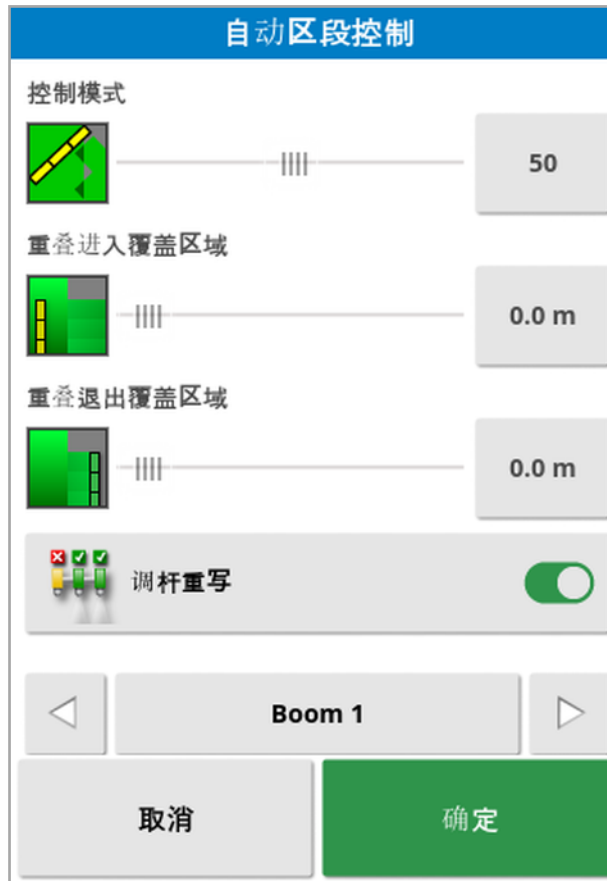 自动区段控制
控制模式
50
重叠进入覆盖区域
0.0 m
重叠退出覆盖区域
0.0 m
调杆重写
Boom 1
取消
确定